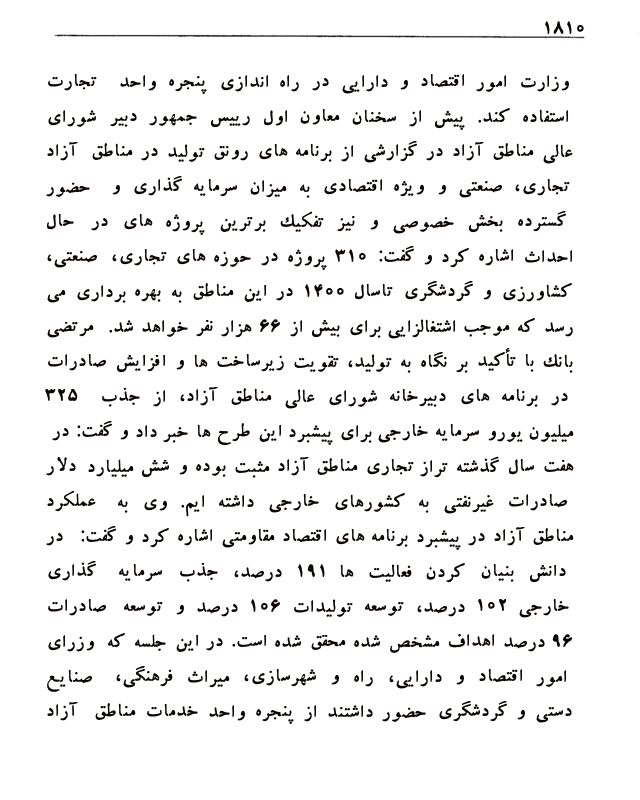 ۱۸۱۰
وزارت امور اقتصاد و دارایی در راه اندازی پنجره واحد تجارت
استفاده کند. پیش از سخنان معاون اول رییس جمهور دبیر شورای
عالی مناطق آزاد در گزارشی از برنامه های رونق تولید در مناطق آزاد
تجاری، صنعتی و ویژه اقتصادی به میزان سرمایه گذاری و حضور
گسترده بخش خصوصی و نیز تفکیك برترین پروژه های در حال
احداث اشاره کرد و گفت: ۳۱۰ پروژه در حوزه های تجاری، صنعتی،
کشاورزی و گردشگری تاسال ۱۴۰۰ در این مناطق به بهره برداری می
رسد که موجب اشتغالزایی برای بیش از ۶۶ هزار نفر خواهد شد. مرتضی
بانك با تأکید بر نگاه به تولید، تقویت زیرساخت ها و افزایش صادرات
در برنامه های دبیرخانه شورای عالی مناطق آزاد، از جذب ۳۲۵
میلیون یورو سرمایه خارجی برای پیشبرد این طرح ها خبر داد و گفت: در
هفت سال گذشته تراز تجاری مناطق آزاد مثبت بوده و شش میلیارد دلار
صادرات غیرنفتی به کشورهای خارجی داشته ایم. وی به عملکرد
مناطق آزاد در پیشبرد برنامه های اقتصاد مقاومتی اشاره کرد و گفت: در
دانش بنیان کردن فعالیت ها ۱۹۱ درصد، جذب سرمایه گذاری
خارجی ۱۰۲ درصد، توسعه تولیدات ۱۰۶ درصد و توسعه صادرات
۹۶ درصد اهداف مشخص شده محقق شده است. در این جلسه که وزرای
امور اقتصاد و دارایی، راه و شهرسازی، میراث فرهنگی، صنایع
دستی و گردشگری حضور داشتند از پنجره واحد خدمات مناطق آزاد